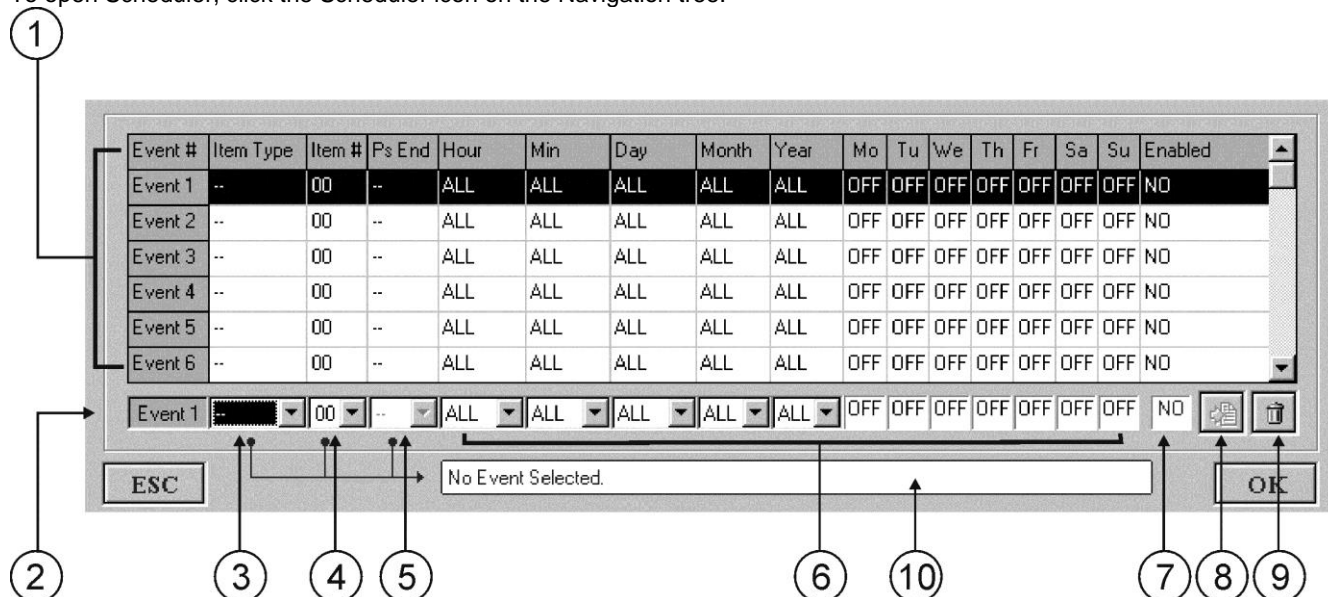 To open Scheduler, click the Scheduler icon on the Navigation tree.
1
Event # Item Type Item # Ps End Hour Min Day Month Year Mo Tu We Th Fr Sa Su Enabled
Event 1 -- 00 -- ALL ALL ALL ALL ALL OFF OFF OFF OFF OFF OFF OFF NO
Event 2 -- 00 -- ALL ALL ALL ALL ALL OFF OFF OFF OFF OFF OFF OFF NO
Event 3 -- 00 -- ALL ALL ALL ALL ALL OFF OFF OFF OFF OFF OFF OFF NO
Event 4 -- 00 -- ALL ALL ALL ALL ALL OFF OFF OFF OFF OFF OFF OFF NO
Event 5 -- 00 -- ALL ALL ALL ALL ALL OFF OFF OFF OFF OFF OFF OFF NO
Event 6 -- 00 -- ALL ALL ALL ALL ALL OFF OFF OFF OFF OFF OFF OFF NO
Event 1 -- 00 -- ALL ALL ALL ALL ALL OFF OFF OFF OFF OFF OFF OFF NO
ESC No Event Selected. OK
2 3 4 5 6 10 7 8 9